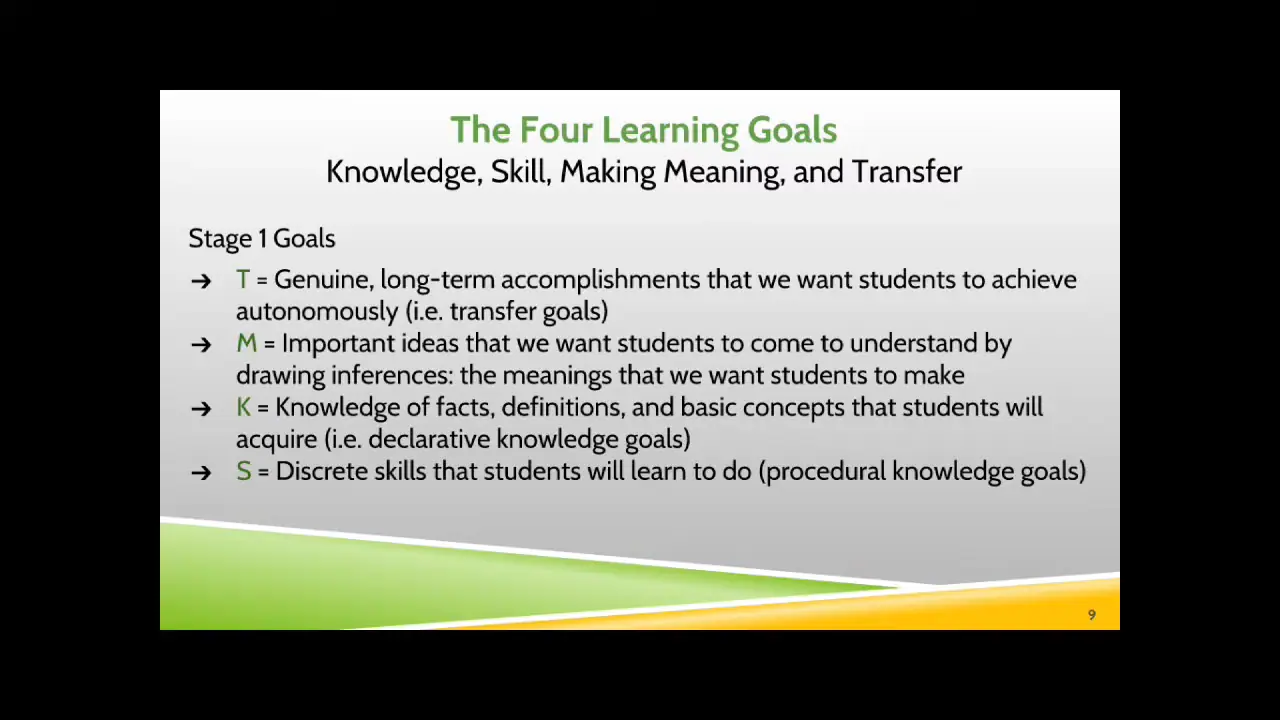 The Four Learning Goals
Knowledge, Skill, Making Meaning, and Transfer
Stage 1 Goals
➔ T = Genuine, long-term accomplishments that we want students to achieve
autonomously (i.e. transfer goals)
➔ M = Important ideas that we want students to come to understand by
drawing inferences: the meanings that we want students to make
➔ K = Knowledge of facts, definitions, and basic concepts that students will
acquire (i.e. declarative knowledge goals)
➔ S = Discrete skills that students will learn to do (procedural knowledge goals)
9